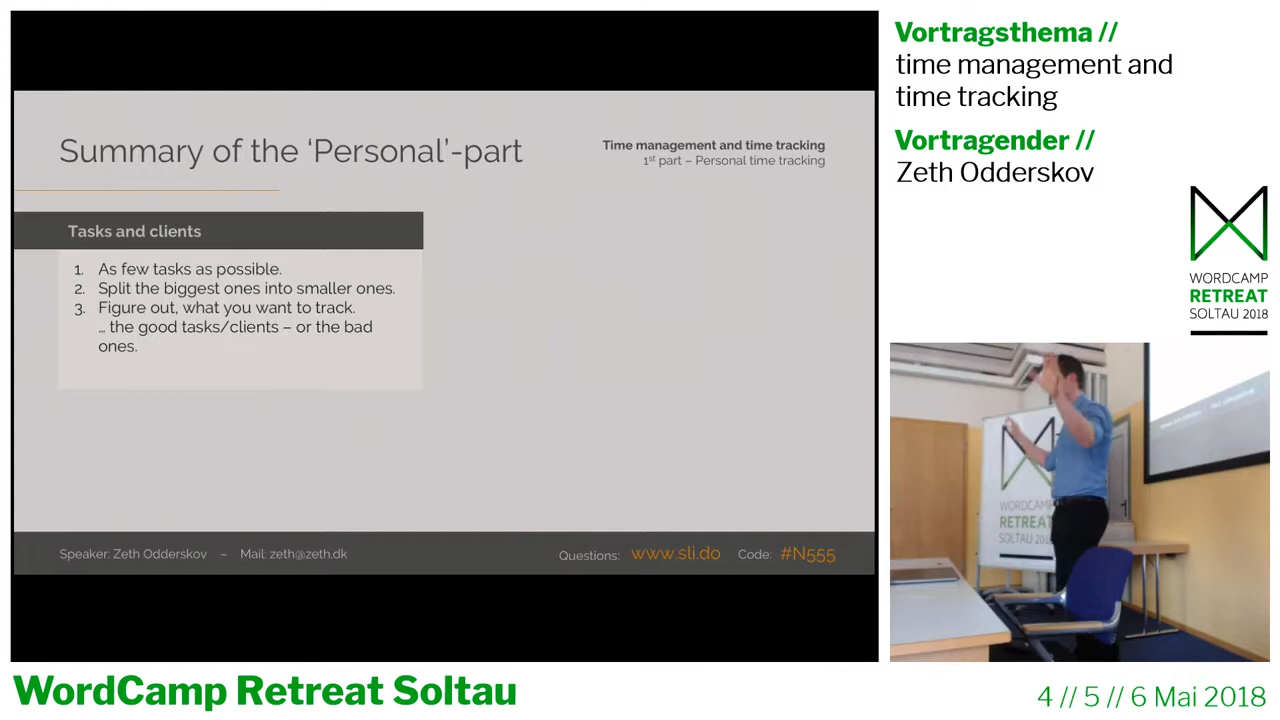 Summary of the ‘Personal’-part
Time management and time tracking
1st part – Personal time tracking
Tasks and clients
1. As few tasks as possible.
2. Split the biggest ones into smaller ones.
3. Figure out, what you want to track.
… the good tasks/clients – or the bad
ones.
Speaker: Zeth Odderskov – Mail: zeth@zeth.dk
Questions: www.sli.do Code: #N555
Vortragsthema //
time management and
time tracking
Vortragender //
Zeth Odderskov
WORDCAMP
RETREAT
SOLTAU 2018
WORDCAMP
RETREAT
SOLTAU 2018
WordCamp Retreat Soltau
4 // 5 // 6 Mai 2018